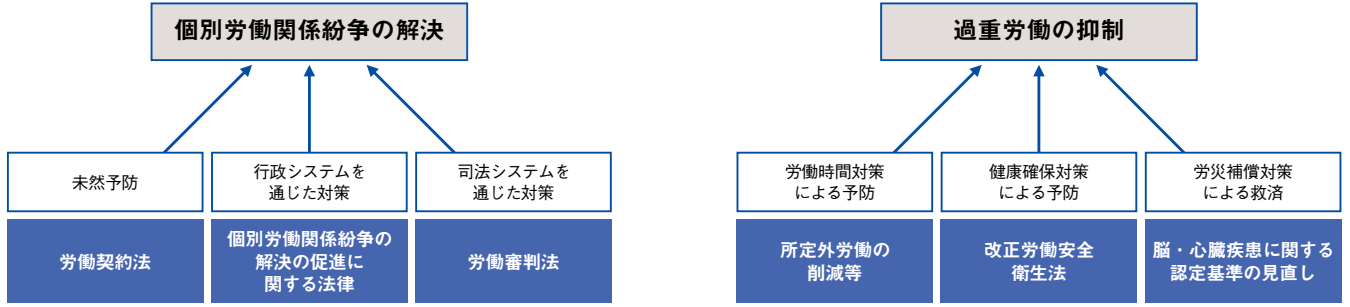 個別労働関係紛争の解決
未然予防
行政システムを
通じた対策
司法システムを
通じた対策
労働契約法
個別労働関係紛争の
解決の促進に
関する法律
労働審判法
過重労働の抑制
労働時間対策
による予防
健康確保対策
による予防
労災補償対策
による救済
所定外労働の
削減等
改正労働安全
衛生法
脳・心臓疾患に関する
認定基準の見直し